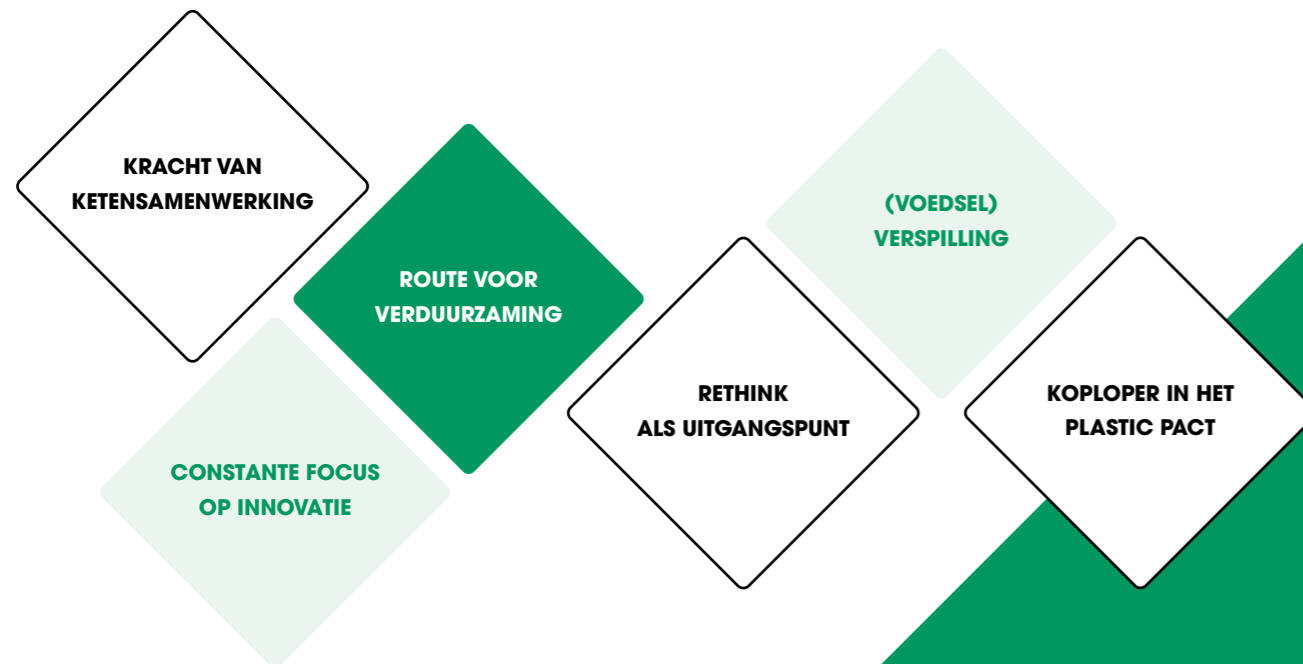 KRACHT VAN
KETENSAMENWERKING
CONSTANTE FOCUS
OP INNOVATIE
ROUTE VOOR
VERDUURZAMING
RETHINK
ALS UITGANGSPUNT
(VOEDSEL)
VERSPILLING
KOPLOPER IN HET
PLASTIC PACT